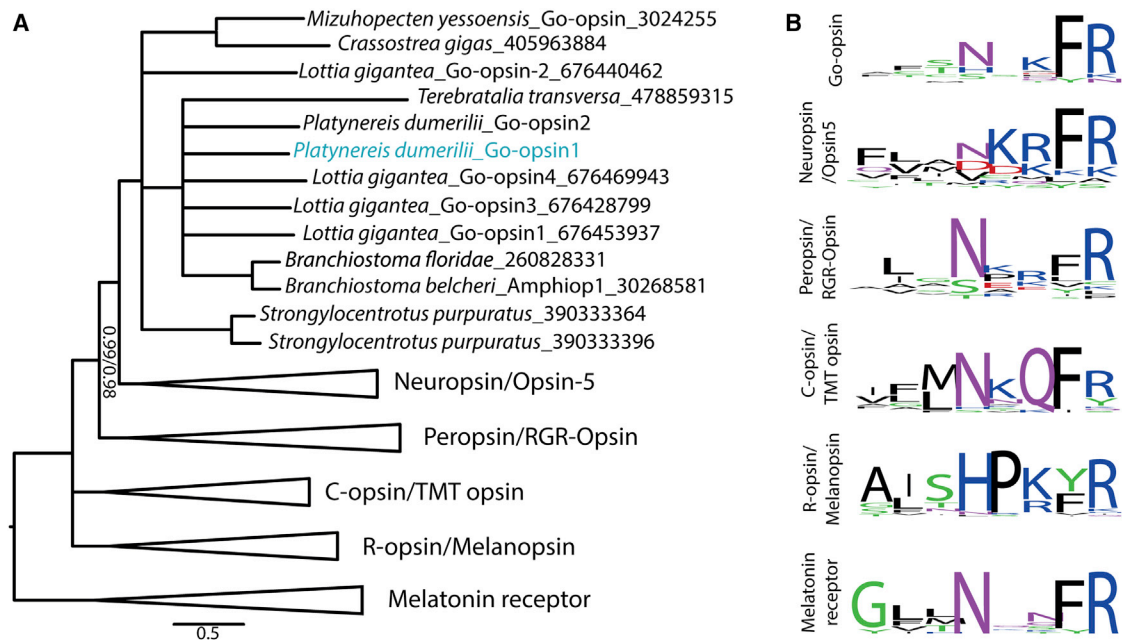 A
Mizuhopecten yessoensis_Go-opsin_3024255
Crassostrea gigas_405963884
Lottia gigantea_Go-opsin-2_676440462
Terebratalia transversa_478859315
Platynereis dumerilii_Go-opsin2
Platynereis dumerilii_Go-opsin1
Lottia gigantea_Go-opsin4_676469943
Lottia gigantea_Go-opsin3_676428799
Lottia gigantea_Go-opsin1_676453937
Branchiostoma floridae_260828331
Branchiostoma belcheri_Amphiop1_30268581
Strongylocentrotus purpuratus_390333364
Strongylocentrotus purpuratus_390333396
0.99/0.98
Neuropsin/Opsin-5
Peropsin/RGR-Opsin
C-opsin/TMT opsin
R-opsin/Melanopsin
Melatonin receptor
0.5
B
Go-opsin
N K F R
Neuropsin
/Opsin5
F L A N K R F R
Peropsin/
RGR-Opsin
L N F R
C-opsin/
TMT opsin
M N K Q F R
L
R-opsin/
Melanopsin
A I S H P K Y R
L R F
Melatonin
receptor
G L N N F R